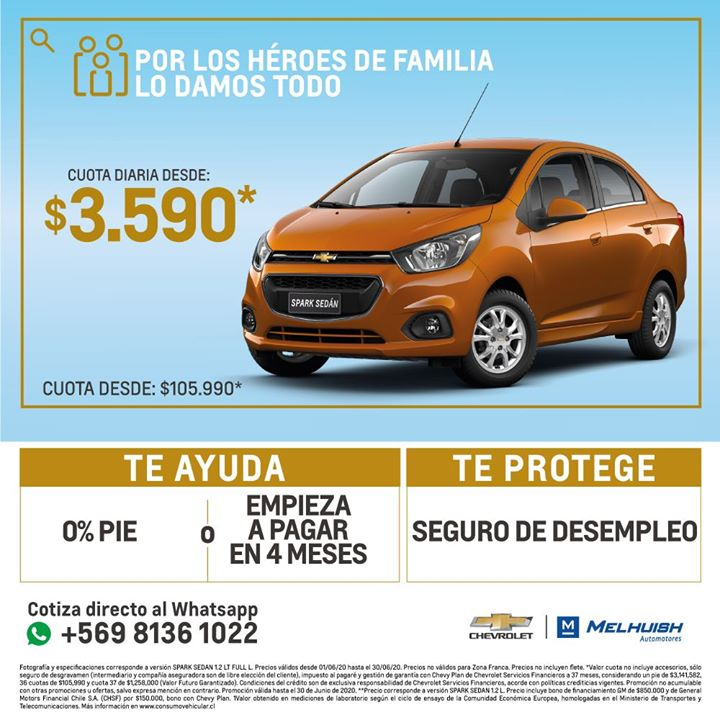 POR LOS HÉROES DE FAMILIA
LO DAMOS TODO
CUOTA DIARIA DESDE:
$3.590*
SPARK SEDÁN
CUOTA DESDE: $105.990*
TE AYUDA
0% PIE
o
EMPIEZA
A PAGAR
EN 4 MESES
TE PROTEGE
SEGURO DE DESEMPLEO
Cotiza directo al Whatsapp
+569 8136 1022
CHEVROLET
M MELHUISH
Automotores
Fotografía y especificaciones corresponde a versión SPARK SEDAN 1.2 LT FULL L. Precios válidos desde 01/06/20 hasta el 30/06/20. Precios no válidos para Zona Franca. Precios no incluyen flete. *Valor cuota no incluye accesorios, sólo
seguro de desgravamen (intermediario y compañía aseguradora son de libre elección del cliente), impuesto al pagaré y gestión de garantía con Chevy Plan de Chevrolet Servicios Financieros a 37 meses, considerando un pie de $3,141,582,
36 cuotas de $105,990 y cuota 37 de $1,258,000 (Valor Futuro Garantizado). Condiciones del crédito son de exclusiva responsabilidad de Chevrolet Servicios Financieros, acorde con políticas crediticias vigentes. Promoción no acumulable
con otras promociones u ofertas, salvo expresa mención en contrario. Promoción válida hasta el 30 de Junio de 2020. **Precio corresponde a versión SPARK SEDAN 1.2 L. Precio incluye bono de financiamiento GM de $850.000 y de General
Motors Financial Chile S.A. (CHSF) por $150.000, bono con Chevy Plan. Valor obtenido en mediciones de laboratorio según el ciclo de ensayo de la Comunidad Económica Europea, homologadas en el Ministerio de Transportes y
Telecomunicaciones. Más información en www.consumovehicular.cl